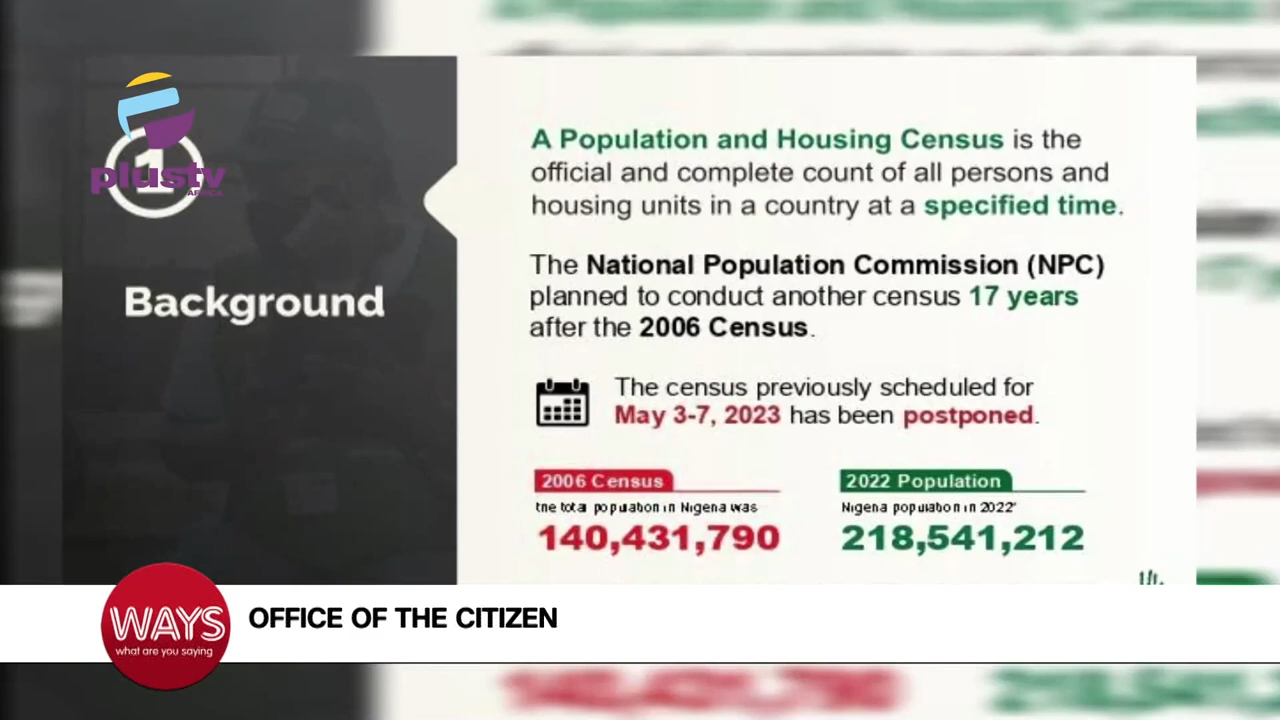 plustv
AFRICA
1
Background
A Population and Housing Census is the
official and complete count of all persons and
housing units in a country at a specified time.
The National Population Commission (NPC)
planned to conduct another census 17 years
after the 2006 Census.
The census previously scheduled for
May 3-7, 2023 has been postponed.
2006 Census
the total population in Nigeria was
140,431,790
2022 Population
Nigeria population in 2022*
218,541,212
WAYS
what are you saying
OFFICE OF THE CITIZEN